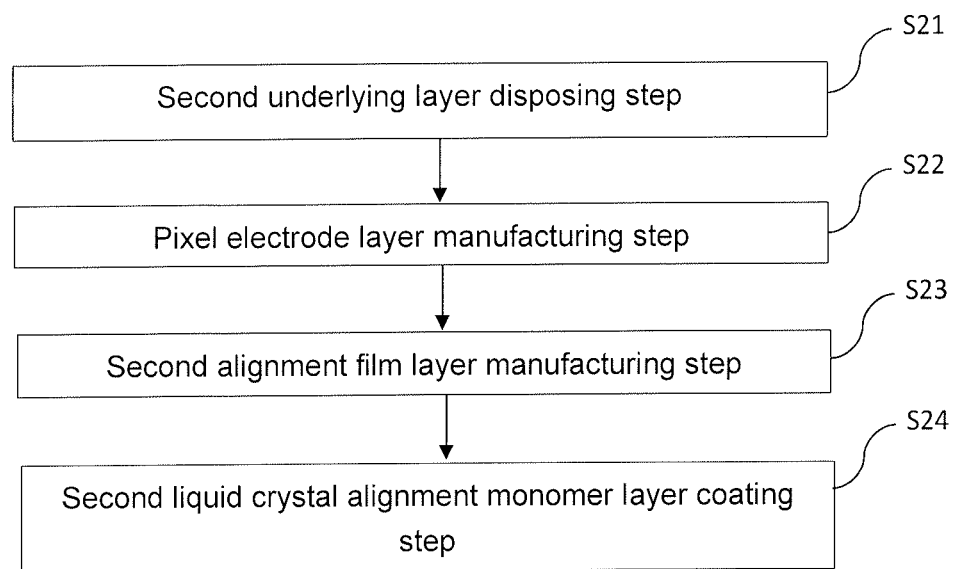 S21
Second underlying layer disposing step
S22
Pixel electrode layer manufacturing step
S23
Second alignment film layer manufacturing step
S24
Second liquid crystal alignment monomer layer coating
step